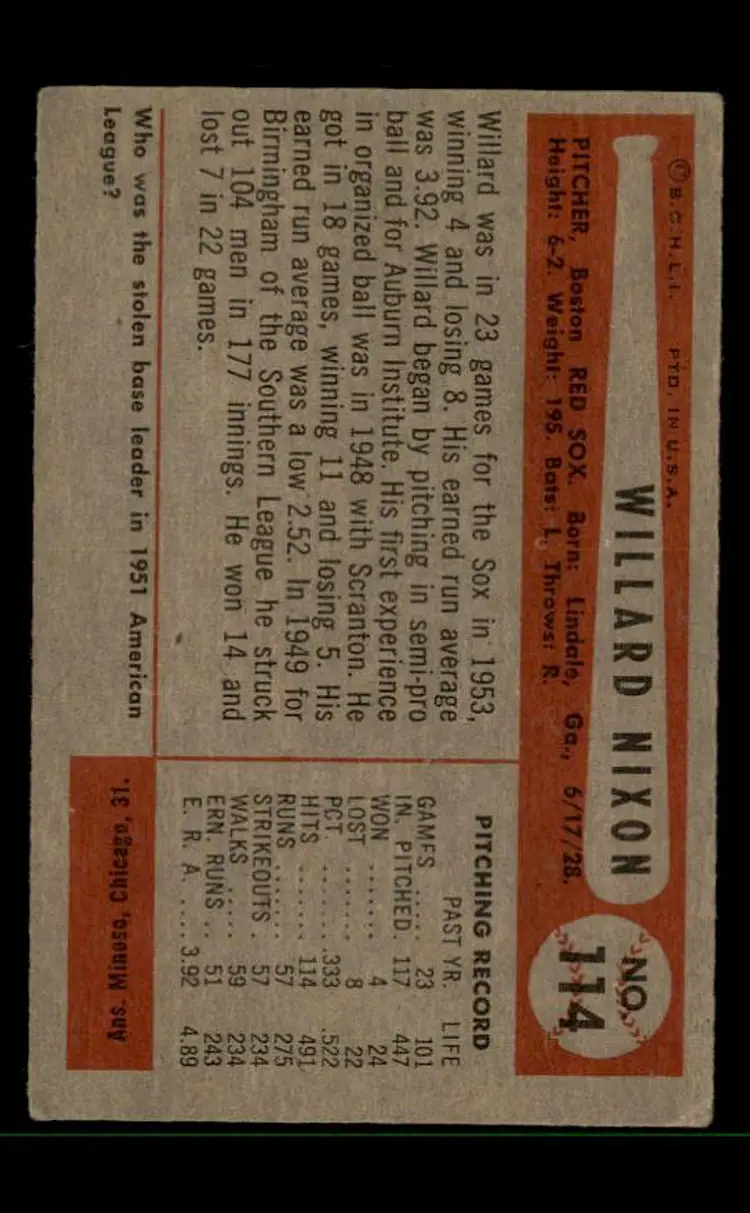 © B.G.H.L.I. PTD. IN U.S.A.
WILLARD NIXON
NO.
114
PITCHER, Boston RED SOX. Born: Lindale, Ga., 6/17/28.
Height: 6-2. Weight: 195. Bats: L. Throws: R.
Willard was in 23 games for the Sox in 1953,
winning 4 and losing 8. His earned run average
was 3.92. Willard began by pitching in semi-pro
ball and for Auburn Institute. His first experience
in organized ball was in 1948 with Scranton. He
got in 18 games, winning 11 and losing 5. His
earned run average was a low 2.52. In 1949 for
Birmingham of the Southern League he struck
out 104 men in 177 innings. He won 14 and
lost 7 in 22 games.
PITCHING RECORD
PAST YR. LIFE
GAMES ..... 23 101
IN. PITCHED. 117 447
WON ....... 4 24
LOST ....... 8 22
PCT. ....... .333 .522
HITS ....... 114 491
RUNS ....... 57 275
STRIKEOUTS . 57 234
WALKS ..... 59 234
ERN. RUNS .. 51 243
E. R. A. .... 3.92 4.89
Who was the stolen base leader in 1951 American
League?
Ans Minoso, Chicago,
31.